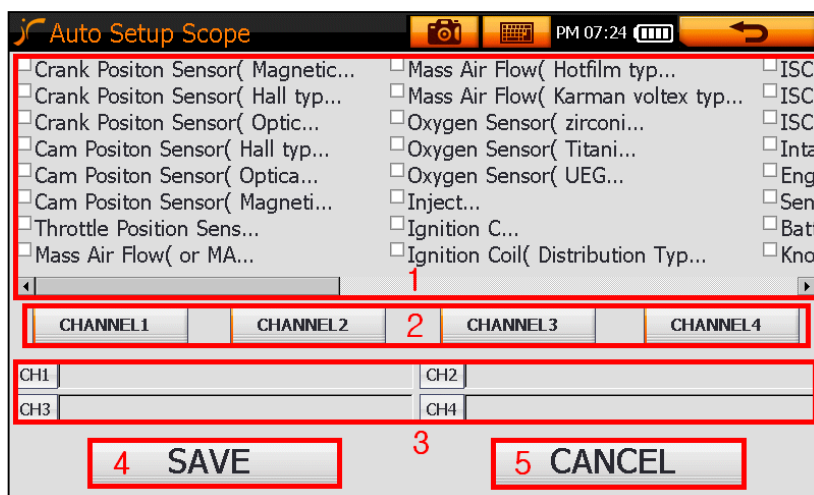 Auto Setup Scope PM 07:24
Crank Positon Sensor( Magnetic... Mass Air Flow( Hotfilm typ... ISC
Crank Positon Sensor( Hall typ... Mass Air Flow( Karman voltex typ... ISC
Crank Positon Sensor( Optic... Oxygen Sensor( zirconi... ISC
Cam Positon Sensor( Hall typ... Oxygen Sensor( Titani... Inta
Cam Positon Sensor( Optica... Oxygen Sensor( UEG... Eng
Cam Positon Sensor( Magneti... Inject... Sen
Throttle Position Sens... Ignition C... Bat
Mass Air Flow( or MA... Ignition Coil( Distribution Typ... Kno
1
CHANNEL1 CHANNEL2 2 CHANNEL3 CHANNEL4
CH1 CH2
CH3 CH4
3
4 SAVE 5 CANCEL